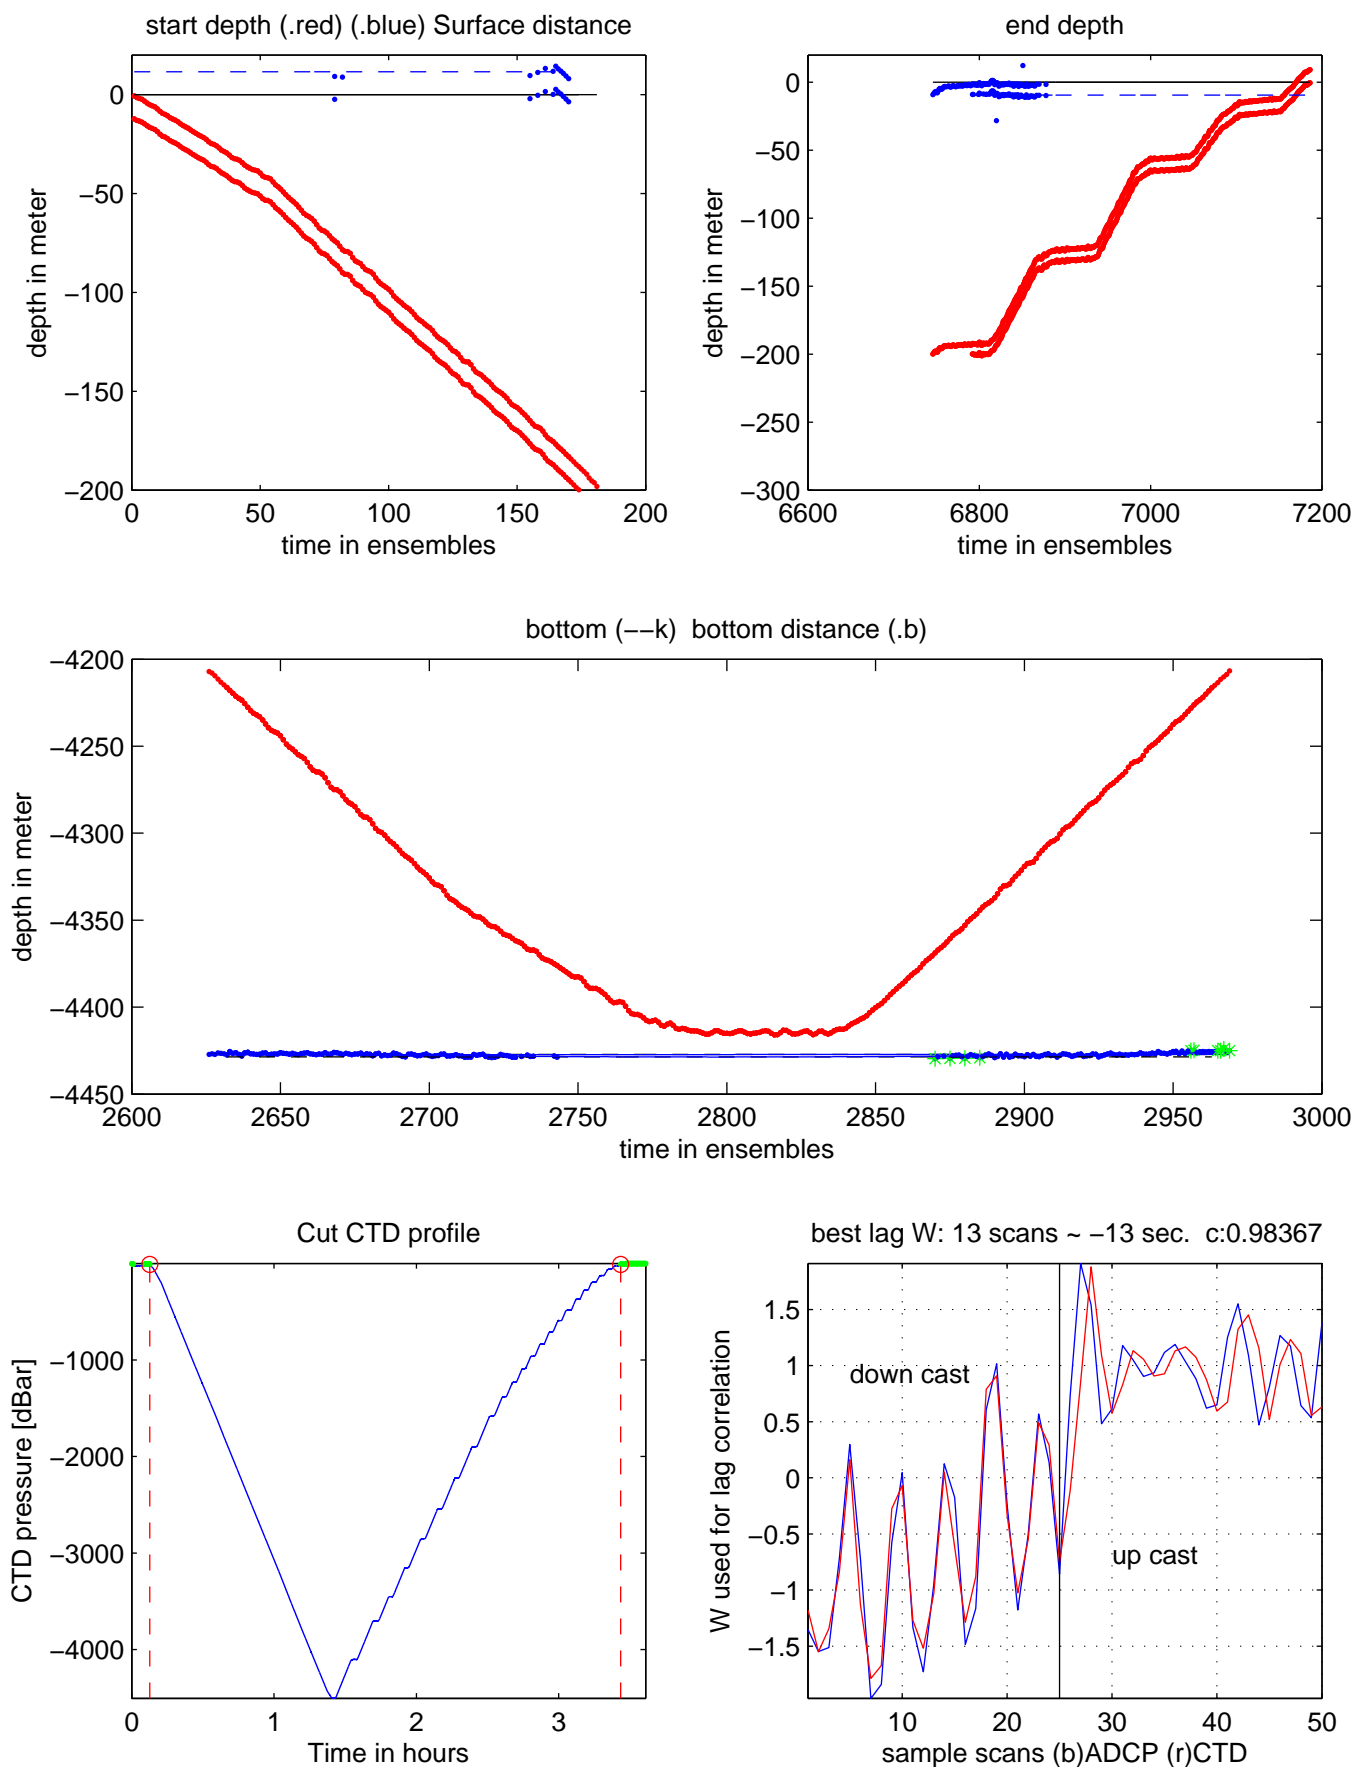 start depth (.red) (.blue) Surface distance
0
−50
−100
−150
−200
0 50 100 150 200
depth in meter
time in ensembles
end depth
0
−50
−100
−150
−200
−250
−300
6600 6800 7000 7200
depth in meter
time in ensembles
bottom (−−k) bottom distance (.b)
−4200
−4250
−4300
−4350
−4400
−4450
2600 2650 2700 2750 2800 2850 2900 2950 3000
depth in meter
time in ensembles
Cut CTD profile
−1000
−2000
−3000
−4000
0 1 2 3
CTD pressure [dBar]
Time in hours
best lag W: 13 scans ~ −13 sec. c:0.98367
1.5
1
0.5
0
−0.5
−1
−1.5
10 20 30 40 50
W used for lag correlation
down cast
up cast
sample scans (b)ADCP (r)CTD